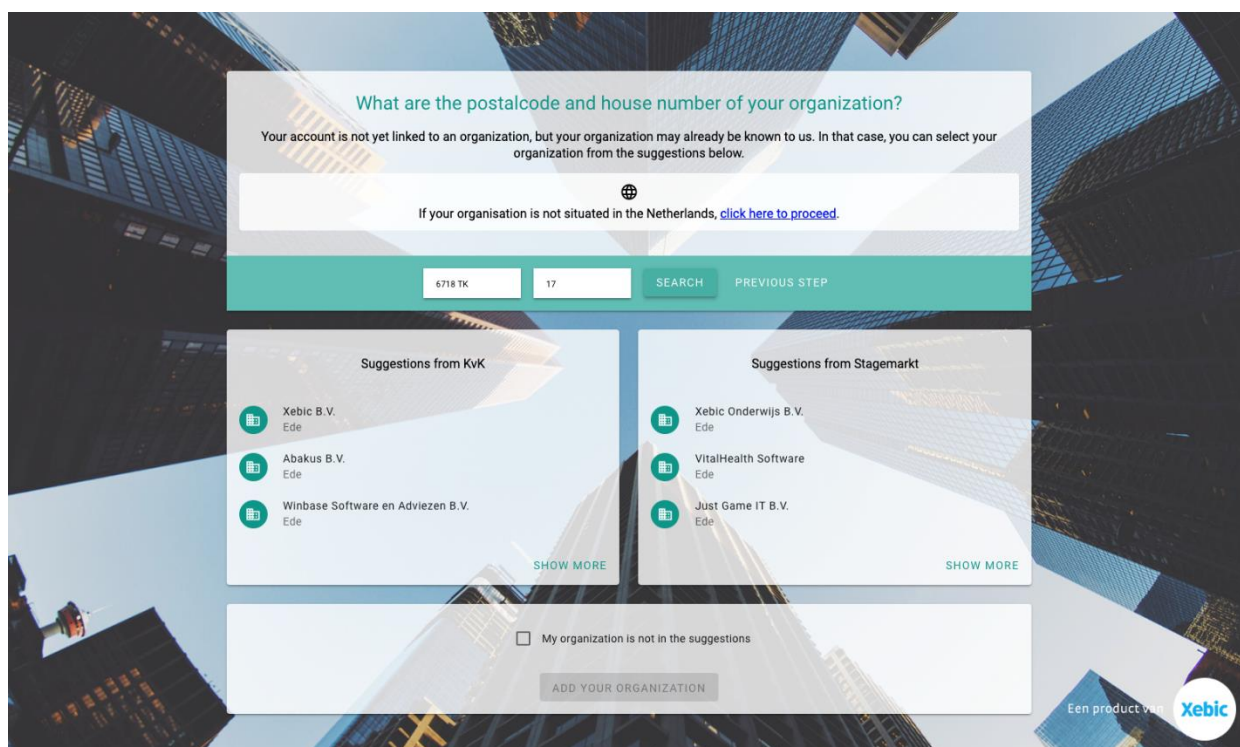 What are the postalcode and house number of your organization?
Your account is not yet linked to an organization, but your organization may already be known to us. In that case, you can select your
organization from the suggestions below.
If your organisation is not situated in the Netherlands, click here to proceed.
6718 TK
17
SEARCH
PREVIOUS STEP
Suggestions from KvK
Xebic B.V.
Ede
Abakus B.V.
Ede
Winbase Software en Adviezen B.V.
Ede
SHOW MORE
Suggestions from Stagemarkt
Xebic Onderwijs B.V.
Ede
VitalHealth Software
Ede
Just Game IT B.V.
Ede
SHOW MORE
My organization is not in the suggestions
ADD YOUR ORGANIZATION
Een product van
Xebic